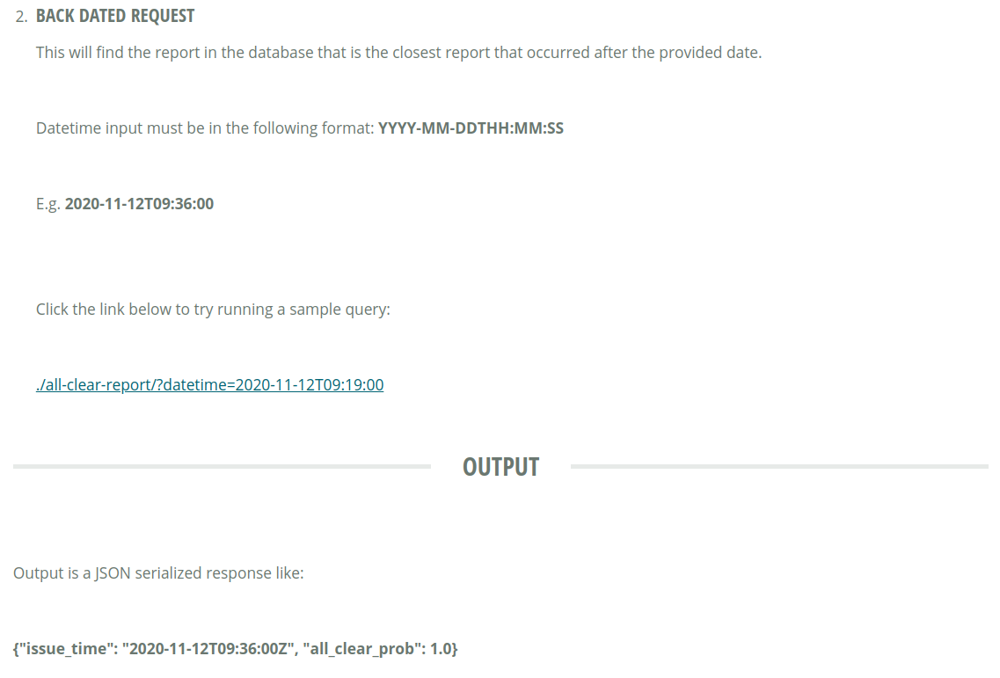 2. BACK DATED REQUEST
This will find the report in the database that is the closest report that occurred after the provided date.
Datetime input must be in the following format: YYYY-MM-DDTHH:MM:SS
E.g. 2020-11-12T09:36:00
Click the link below to try running a sample query:
./all-clear-report/?datetime=2020-11-12T09:19:00
OUTPUT
Output is a JSON serialized response like:
{"issue_time": "2020-11-12T09:36:00Z", "all_clear_prob": 1.0}